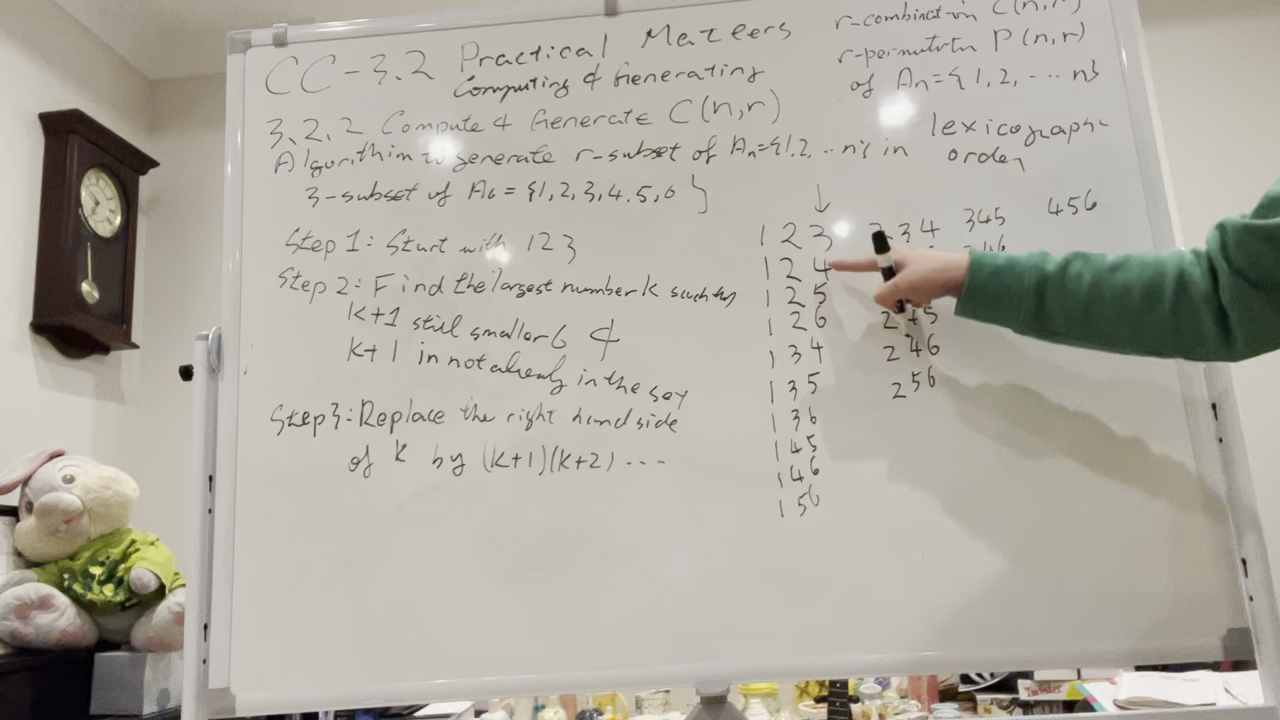 CC-3.2 Practical Matters
Computing & Generating
r-combination C(n,r)
r-permutatn P(n,r)
of An={1,2, ... n}
3.2.2 Compute & Generate C(n,r)
Algorithim to generate r-subset of An={1,2, ..n} in lexicographic
order
3-subset of A6 = {1,2,3,4.5,6 }
Step 1: Start with 123
Step 2: Find the largest number k such that
k+1 still smaller 6 &
k+1 in not already in the set
Step 3: Replace the right hand side
of k by (k+1)(k+2) ...
↓
123
124
125
126
134
135
136
145
146
156
34
245
246
256
345
456